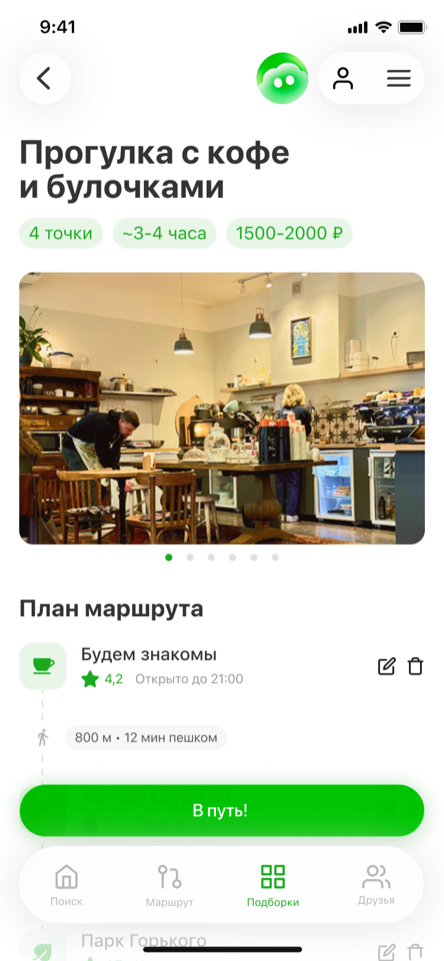 9:41
Прогулка с кофе
и булочками
4 точки
~3-4 часа
1500-2000 ₽
План маршрута
Будем знакомы
4,2 Открыто до 21:00
800 м • 12 мин пешком
В путь!
Поиск
Маршрут
Подборки
Друзья
Парк Горького